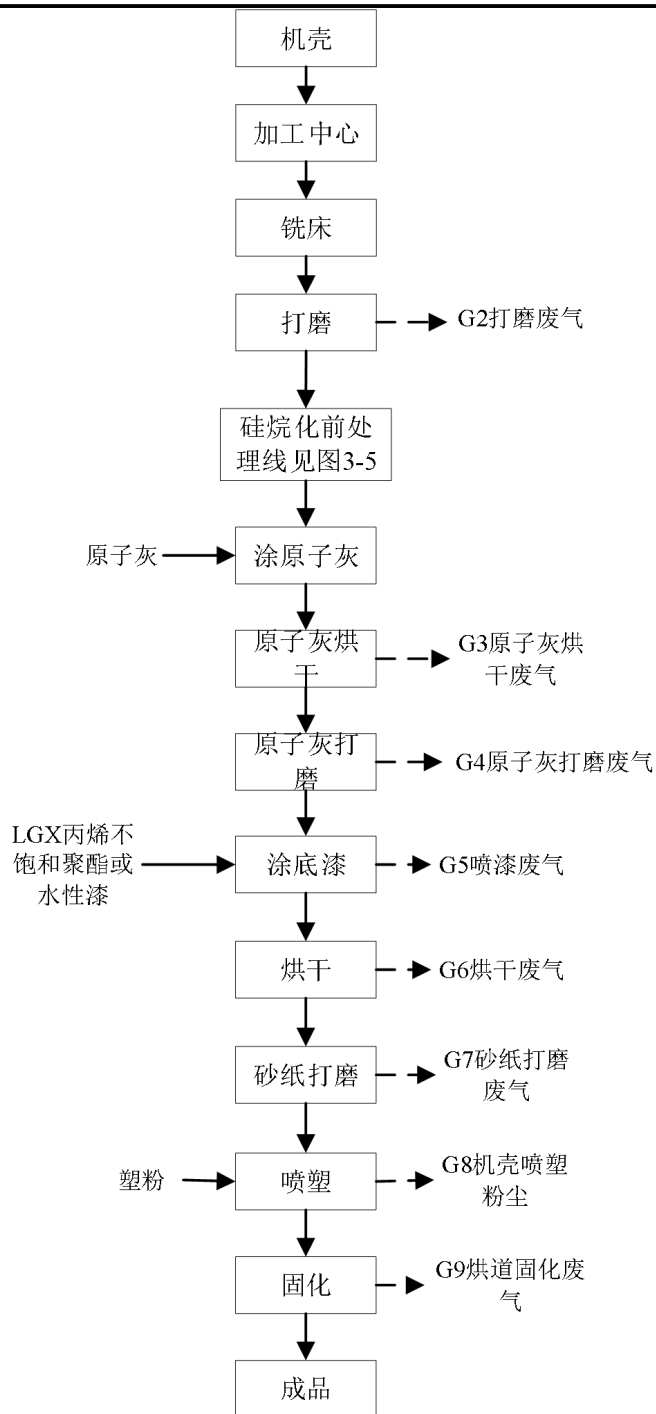 机壳
加工中心
铣床
打磨
G2打磨废气
硅烷化前处
理线见图3-5
原子灰
涂原子灰
原子灰烘
干
G3原子灰烘
干废气
原子灰打
磨
G4原子灰打磨废气
LGX丙烯不
饱和聚酯或
水性漆
涂底漆
G5喷漆废气
烘干
G6烘干废气
砂纸打磨
G7砂纸打磨
废气
塑粉
喷塑
G8机壳喷塑
粉尘
固化
G9烘道固化废
气
成品